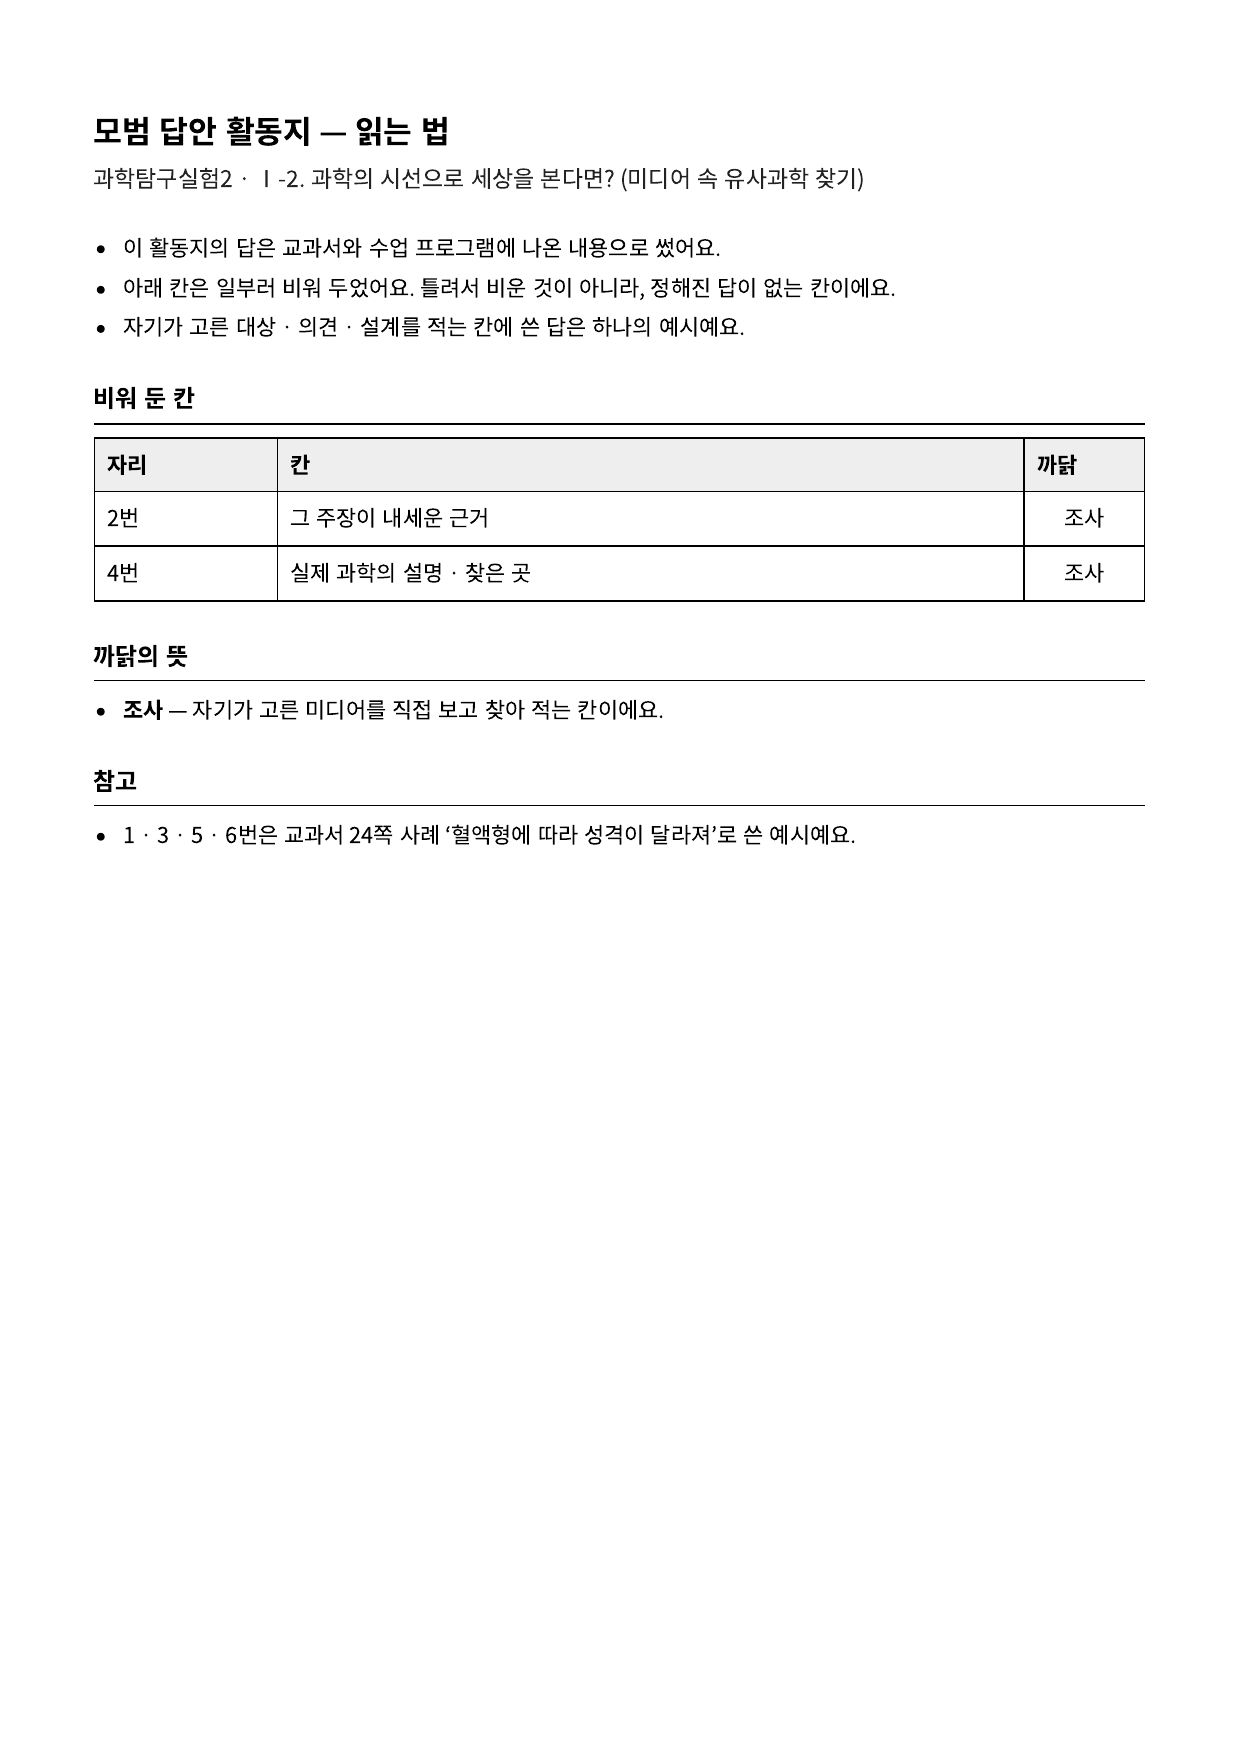 모범 답안 활동지 — 읽는 법
과학탐구실험2 · Ⅰ-2. 과학의 시선으로 세상을 본다면? (미디어 속 유사과학 찾기)
• 이 활동지의 답은 교과서와 수업 프로그램에 나온 내용으로 썼어요.
• 아래 칸은 일부러 비워 두었어요. 틀려서 비운 것이 아니라, 정해진 답이 없는 칸이에요.
• 자기가 고른 대상 · 의견 · 설계를 적는 칸에 쓴 답은 하나의 예시예요.
비워 둔 칸
자리 칸 까닭
2번 그 주장이 내세운 근거 조사
4번 실제 과학의 설명 · 찾은 곳 조사
까닭의 뜻
• 조사 — 자기가 고른 미디어를 직접 보고 찾아 적는 칸이에요.
참고
• 1 · 3 · 5 · 6번은 교과서 24쪽 사례 ‘혈액형에 따라 성격이 달라져’로 쓴 예시예요.